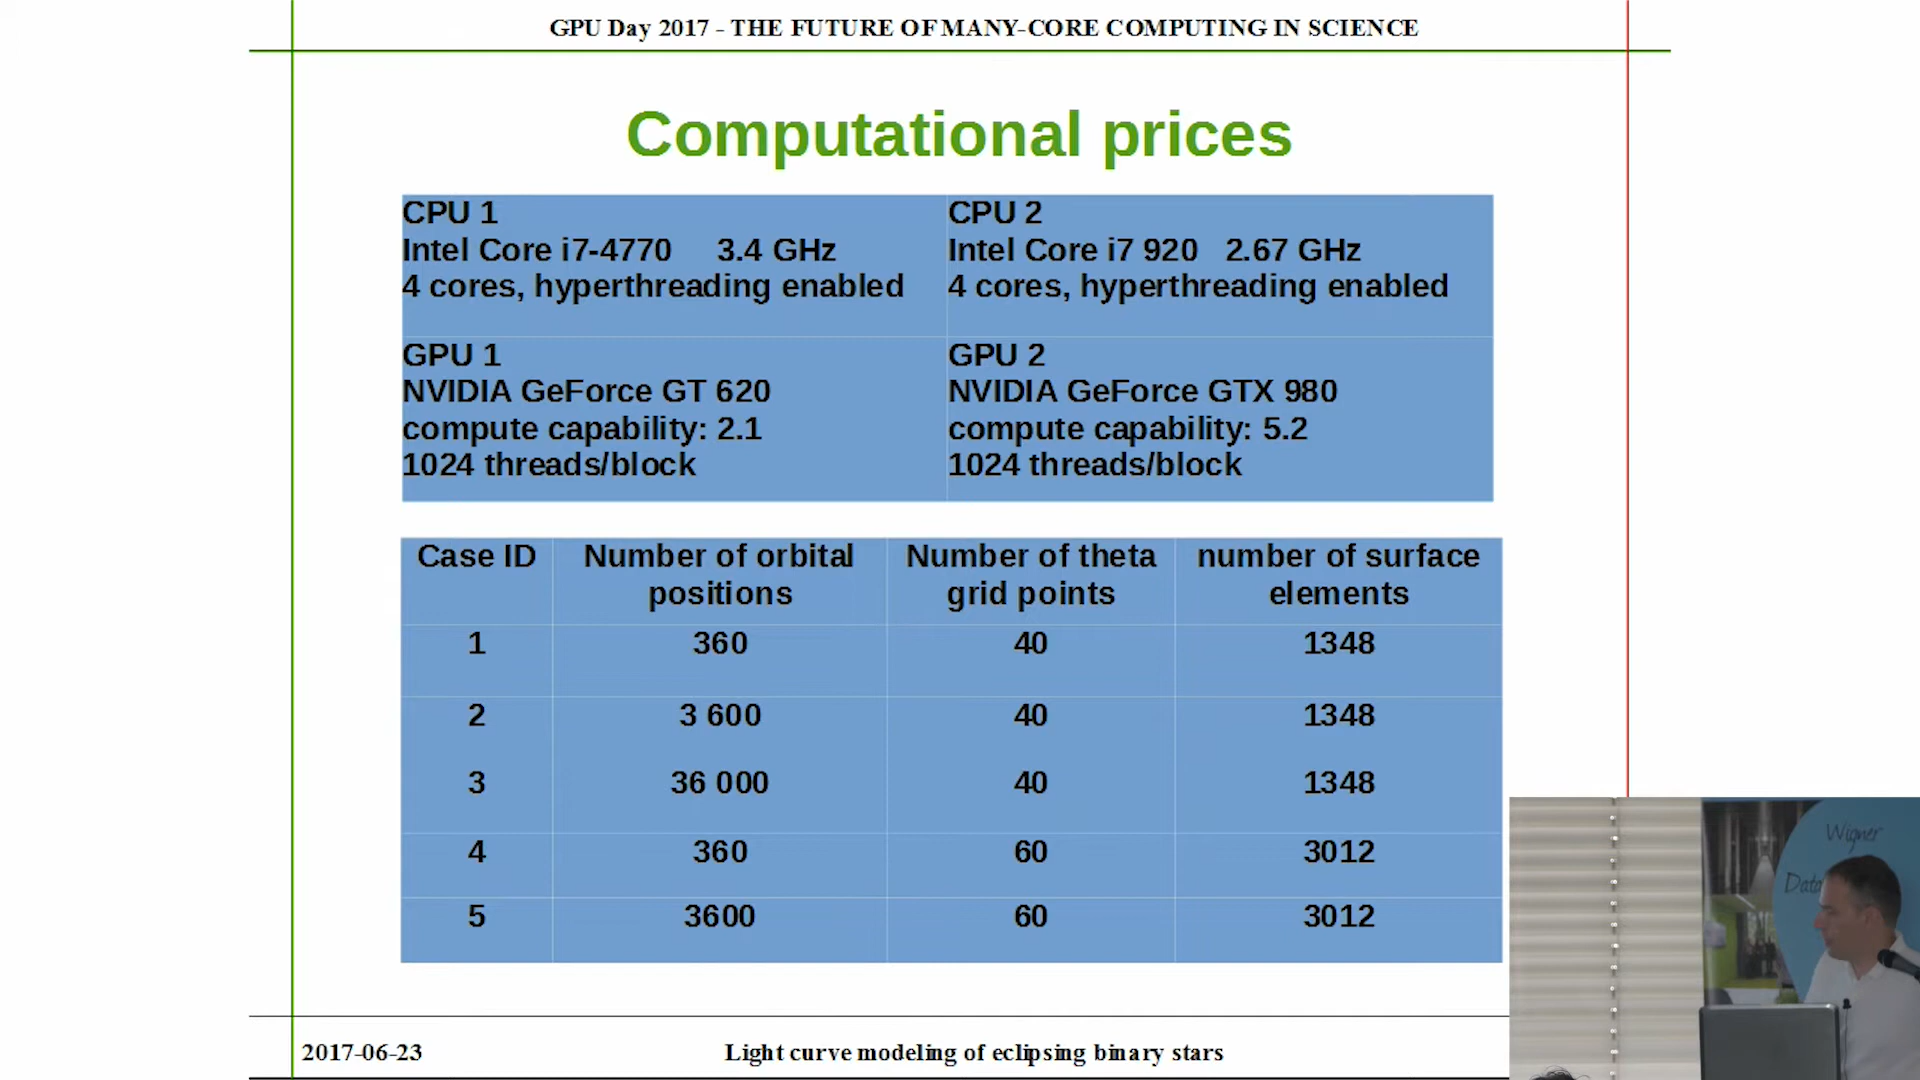 GPU Day 2017 - THE FUTURE OF MANY-CORE COMPUTING IN SCIENCE
Computational prices
CPU 1
Intel Core i7-4770 3.4 GHz
4 cores, hyperthreading enabled
CPU 2
Intel Core i7 920 2.67 GHz
4 cores, hyperthreading enabled
GPU 1
NVIDIA GeForce GT 620
compute capability: 2.1
1024 threads/block
GPU 2
NVIDIA GeForce GTX 980
compute capability: 5.2
1024 threads/block
Case ID Number of orbital positions Number of theta grid points number of surface elements
1 360 40 1348
2 3 600 40 1348
3 36 000 40 1348
4 360 60 3012
5 3600 60 3012
Wigner
Data
2017-06-23
Light curve modeling of eclipsing binary stars